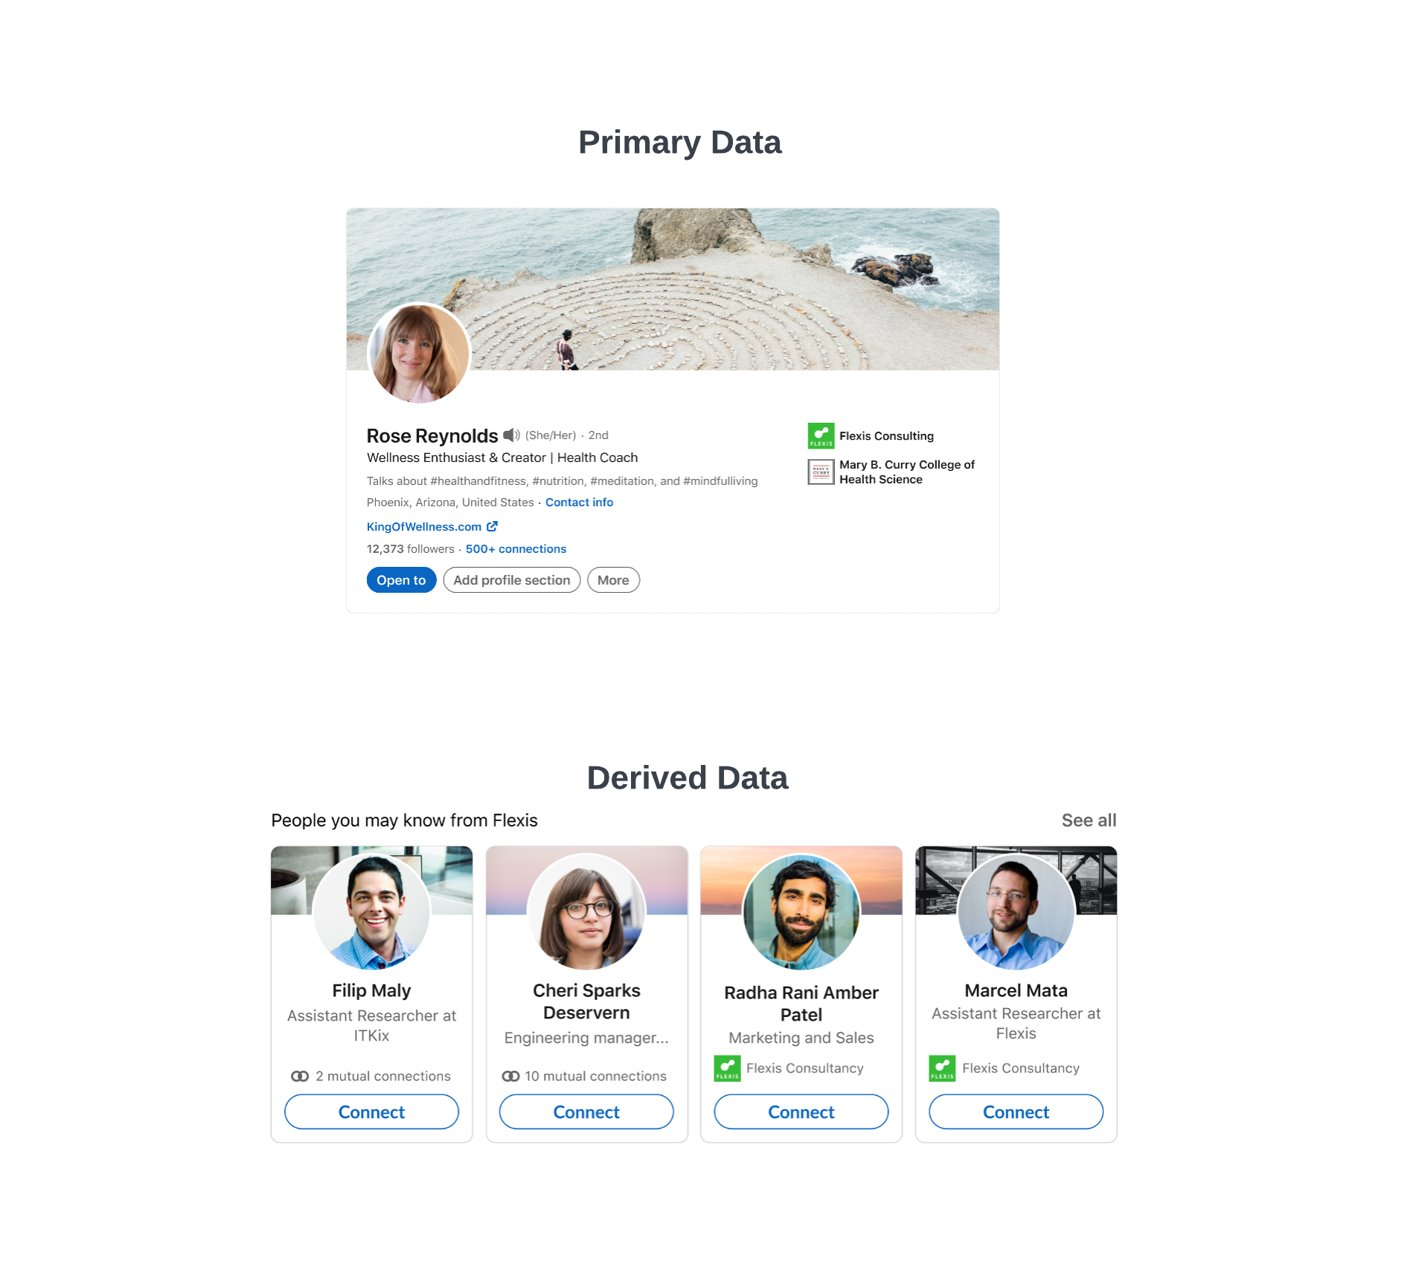 Primary Data
Rose Reynolds (She/Her) · 2nd
Wellness Enthusiast & Creator | Health Coach
Talks about #healthandfitness, #nutrition, #meditation, and #mindfulliving
Phoenix, Arizona, United States · Contact info
KingOfWellness.com
12,373 followers · 500+ connections
Open to
Add profile section
More
FLEXIS
Flexis Consulting
Mary B. Curry College of
Health Science
Derived Data
People you may know from Flexis
See all
Filip Maly
Assistant Researcher at
ITKix
2 mutual connections
Connect
Cheri Sparks
Deservern
Engineering manager...
10 mutual connections
Connect
Radha Rani Amber
Patel
Marketing and Sales
FLEXIS
Flexis Consultancy
Connect
Marcel Mata
Assistant Researcher at
Flexis
FLEXIS
Flexis Consultancy
Connect